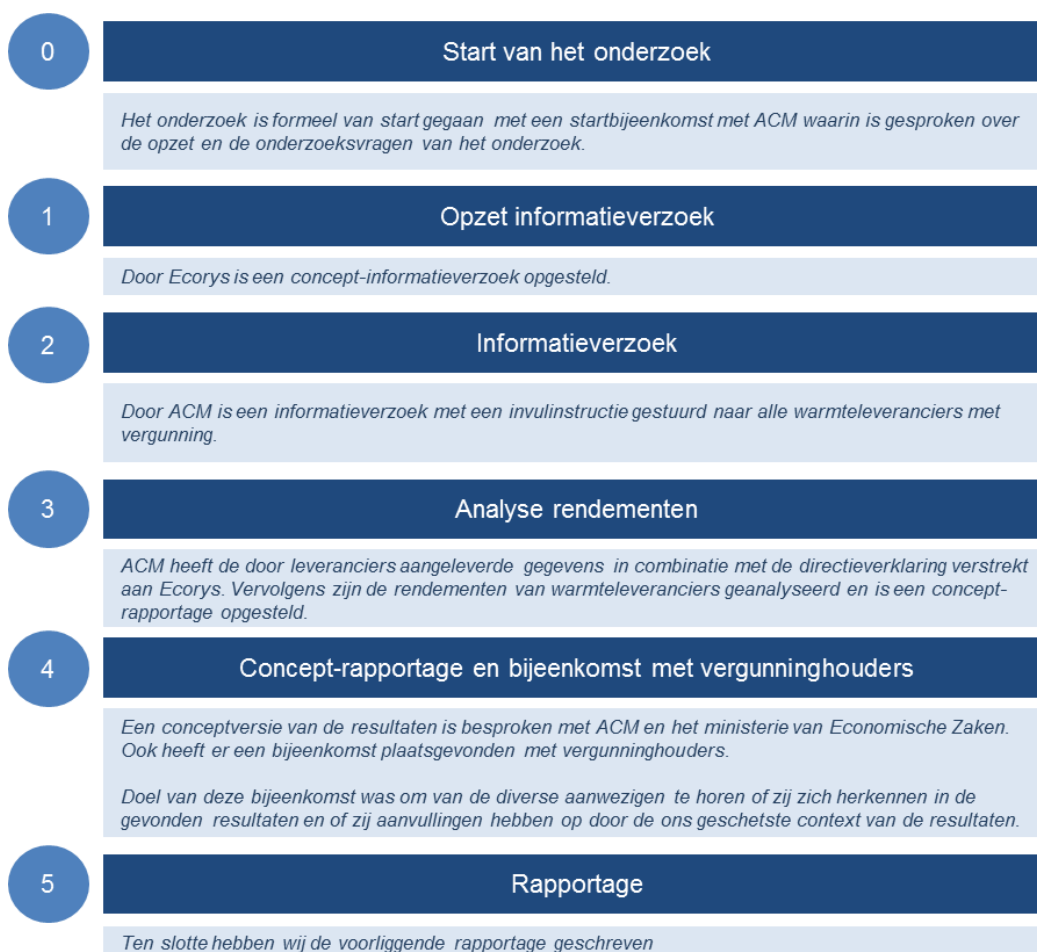 0
Start van het onderzoek
Het onderzoek is formeel van start gegaan met een startbijeenkomst met ACM waarin is gesproken over
de opzet en de onderzoeksvragen van het onderzoek.
1
Opzet informatieverzoek
Door Ecorys is een concept-informatieverzoek opgesteld.
2
Informatieverzoek
Door ACM is een informatieverzoek met een invulinstructie gestuurd naar alle warmteleveranciers met
vergunning.
3
Analyse rendementen
ACM heeft de door leveranciers aangeleverde gegevens in combinatie met de directieverklaring verstrekt
aan Ecorys. Vervolgens zijn de rendementen van warmteleveranciers geanalyseerd en is een concept-
rapportage opgesteld.
4
Concept-rapportage en bijeenkomst met vergunninghouders
Een conceptversie van de resultaten is besproken met ACM en het ministerie van Economische Zaken.
Ook heeft er een bijeenkomst plaatsgevonden met vergunninghouders.
Doel van deze bijeenkomst was om van de diverse aanwezigen te horen of zij zich herkennen in de
gevonden resultaten en of zij aanvullingen hebben op door de ons geschetste context van de resultaten.
5
Rapportage
Ten slotte hebben wij de voorliggende rapportage geschreven